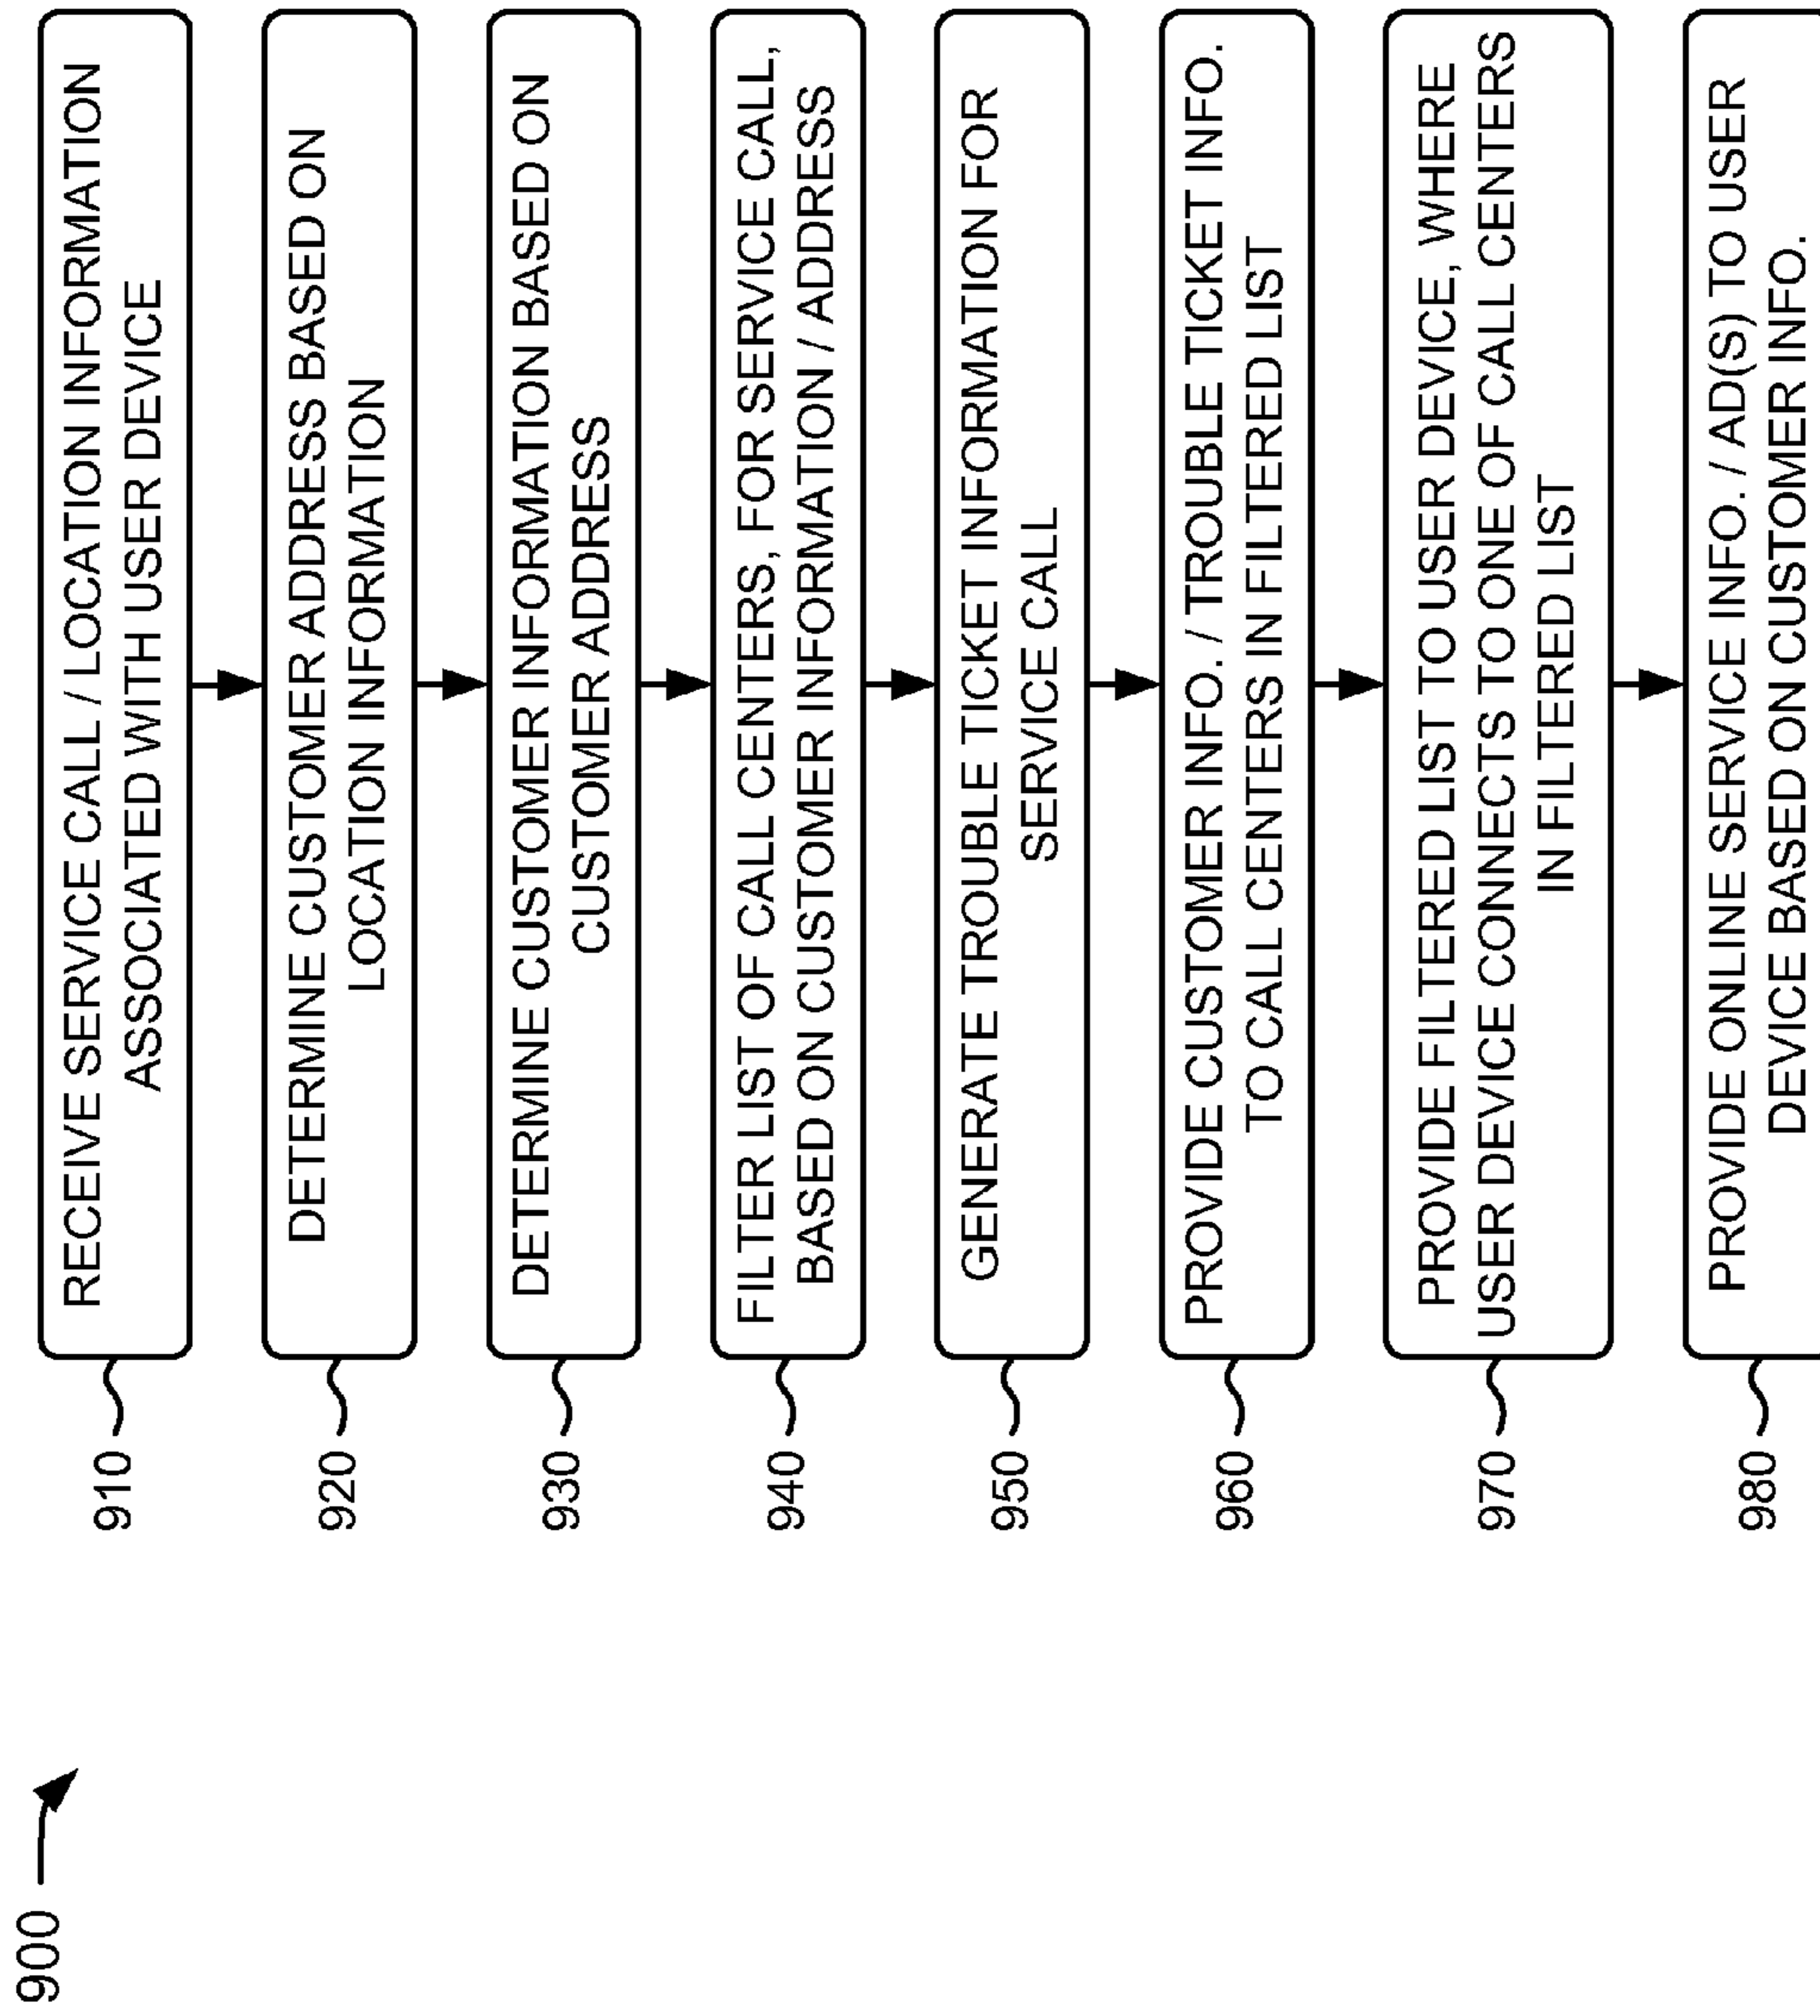 900
910
RECEIVE SERVICE CALL / LOCATION INFORMATION
ASSOCIATED WITH USER DEVICE
920
DETERMINE CUSTOMER ADDRESS BASED ON
LOCATION INFORMATION
930
DETERMINE CUSTOMER INFORMATION BASED ON
CUSTOMER ADDRESS
940
FILTER LIST OF CALL CENTERS, FOR SERVICE CALL,
BASED ON CUSTOMER INFORMATION / ADDRESS
950
GENERATE TROUBLE TICKET INFORMATION FOR
SERVICE CALL
960
PROVIDE CUSTOMER INFO. / TROUBLE TICKET INFO.
TO CALL CENTERS IN FILTERED LIST
970
PROVIDE FILTERED LIST TO USER DEVICE, WHERE
USER DEVICE CONNECTS TO ONE OF CALL CENTERS
IN FILTERED LIST
980
PROVIDE ONLINE SERVICE INFO. / AD(S) TO USER
DEVICE BASED ON CUSTOMER INFO.